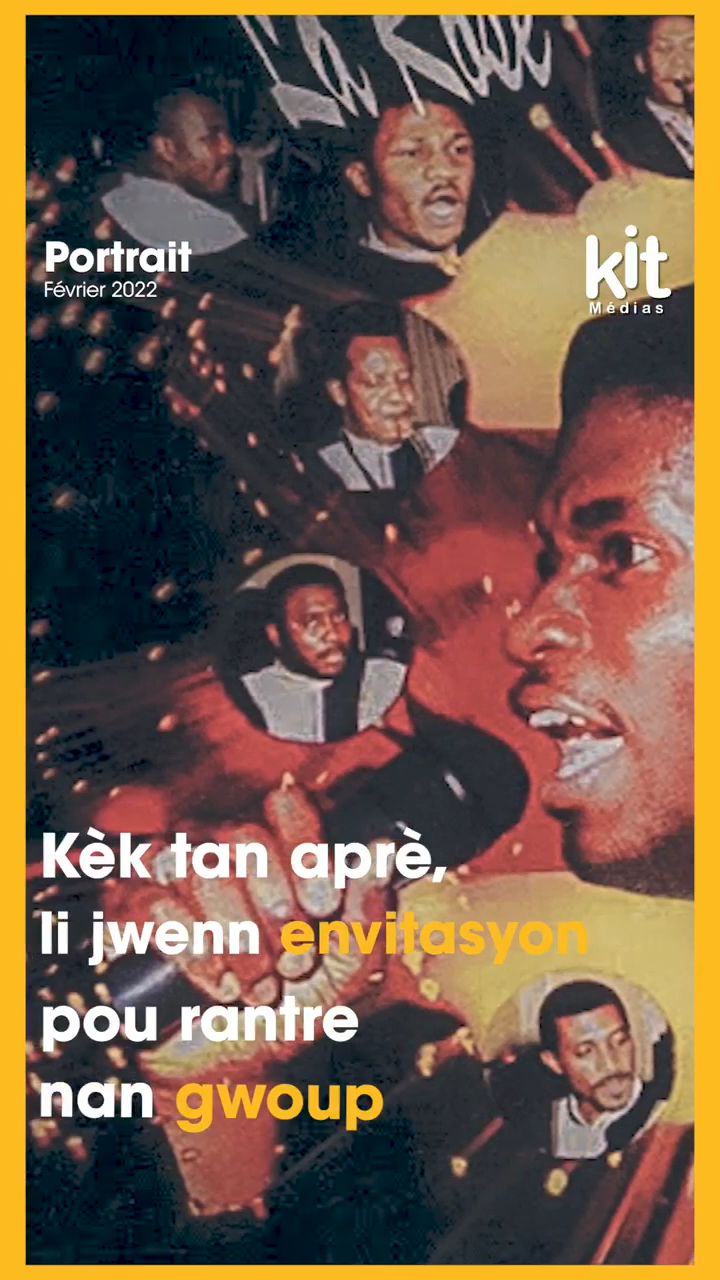 Portrait
Février 2022
kit
Médias
Kèk tan aprè,
li jwenn envitasyon
pou rantre
nan gwoup